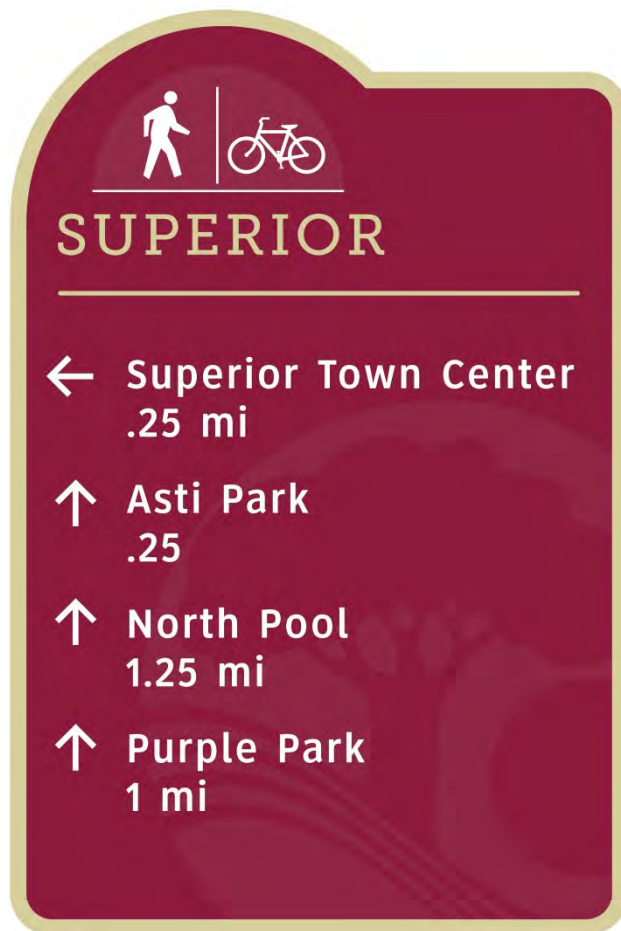 SUPERIOR
← Superior Town Center
.25 mi
↑ Asti Park
.25
↑ North Pool
1.25 mi
↑ Purple Park
1 mi